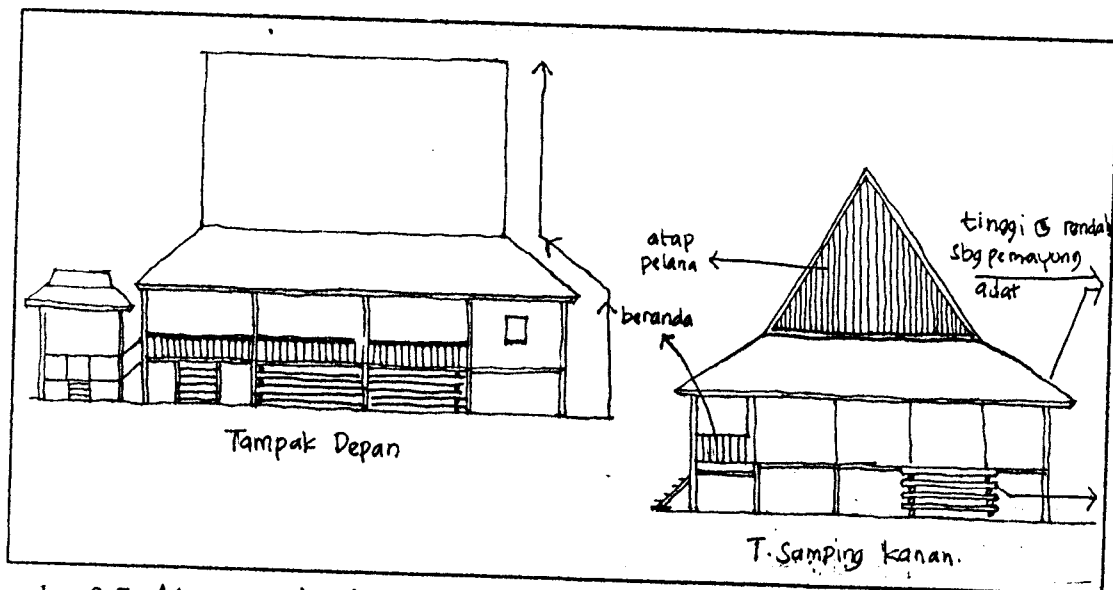 Tampak Depan
atap
pelana
beranda
tinggi & rendah
sbg pemayung
adat
T. Samping kanan.